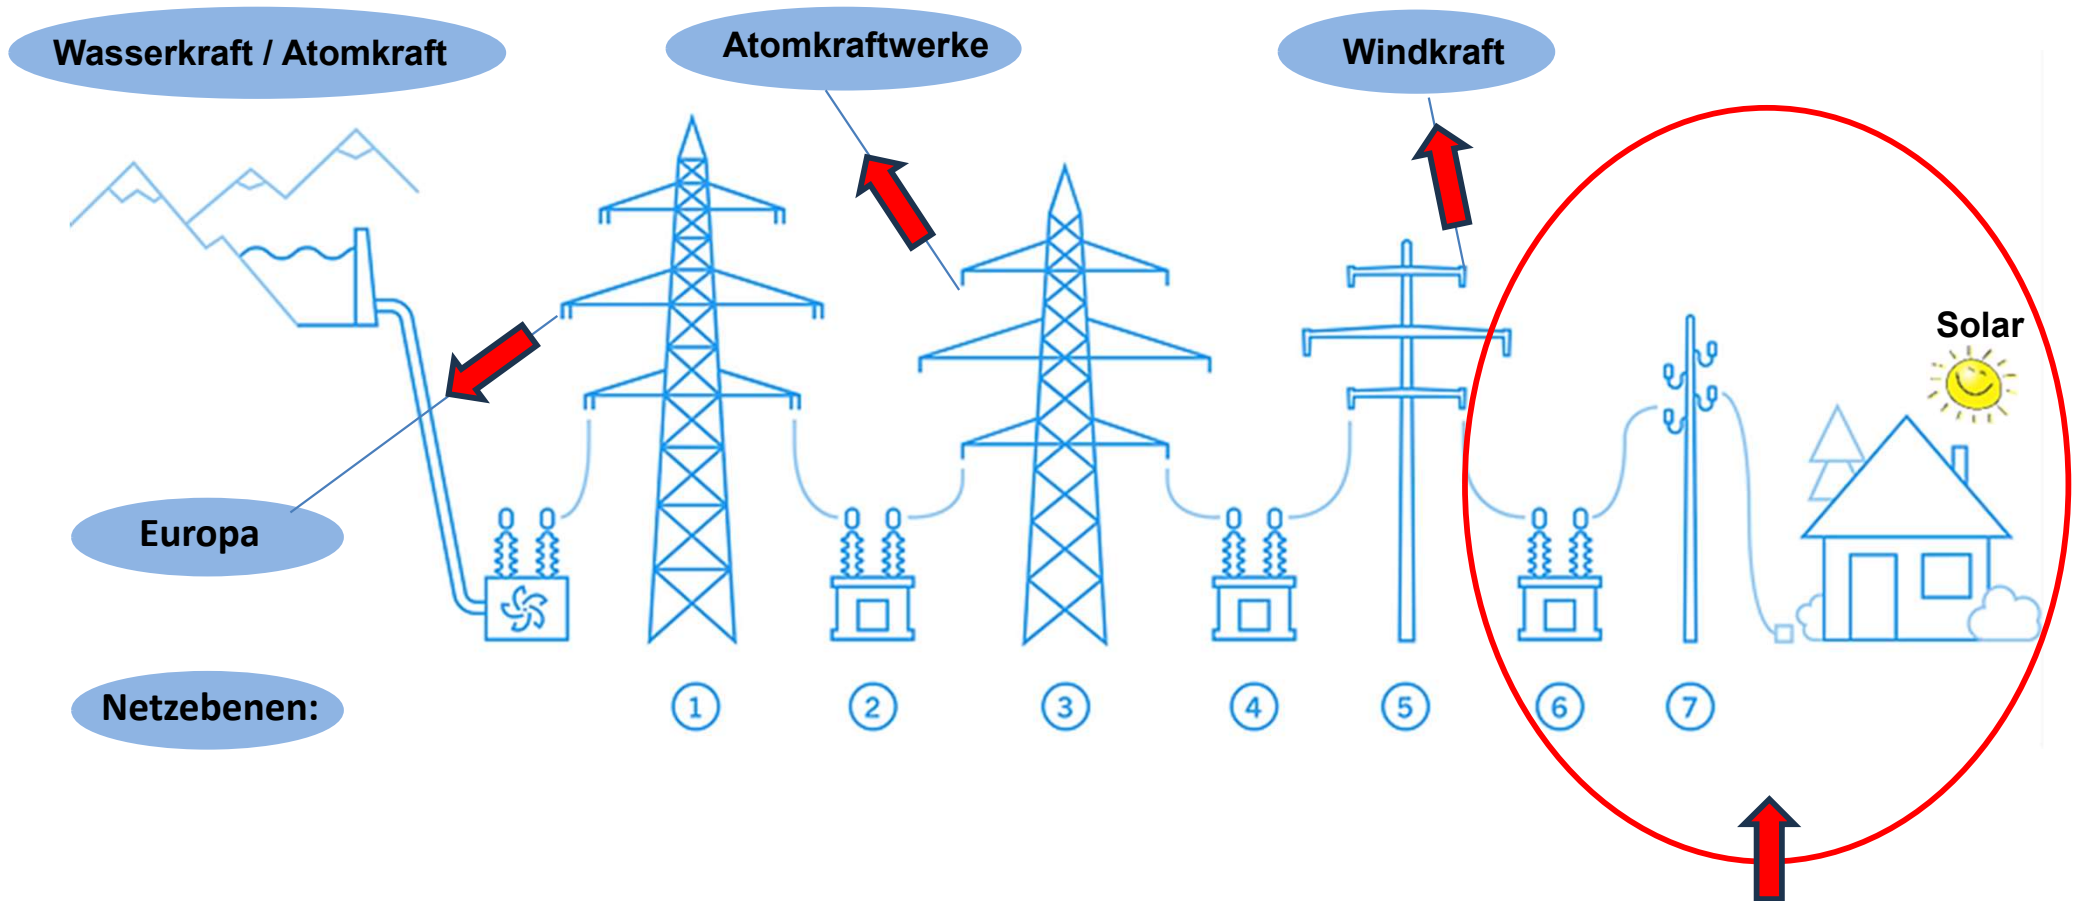 Wasserkraft / Atomkraft
Atomkraftwerke
Windkraft
Solar
Europa
Netzebenen:
1 2 3 4 5 6 7